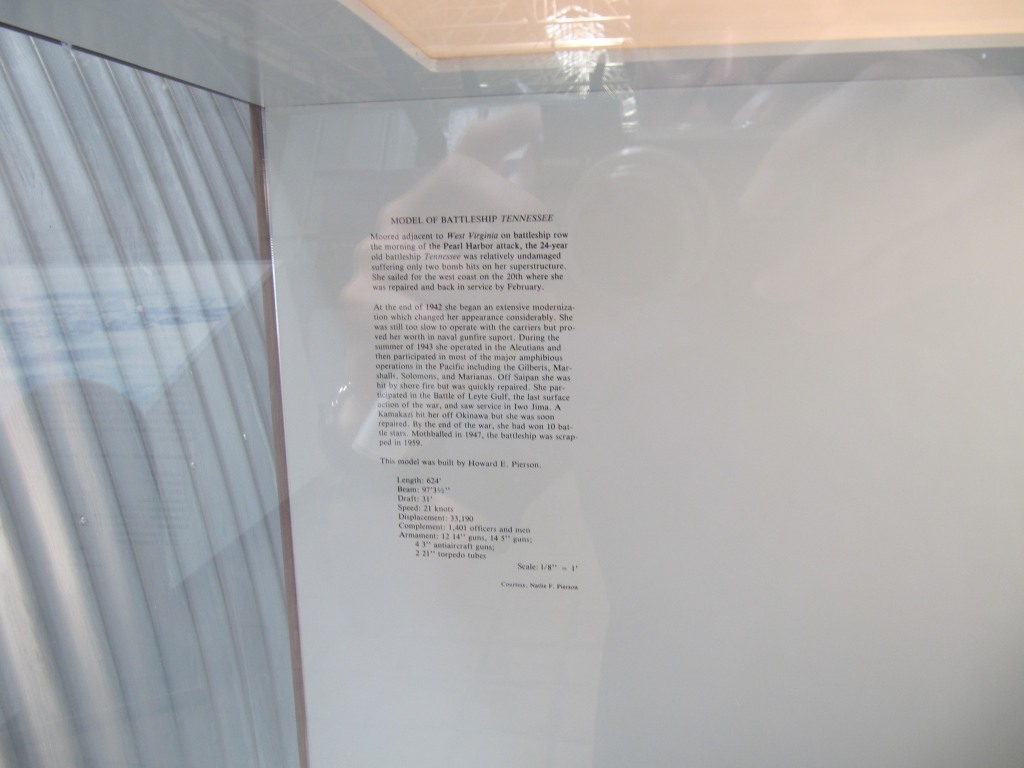 MODEL OF BATTLESHIP TENNESSEE
Moored adjacent to West Virginia on battleship row
the morning of the Pearl Harbor attack, the 24-year
old battleship Tennessee was relatively undamaged
suffering only two bomb hits on her superstructure.
She sailed for the west coast on the 20th where she
was repaired and back in service by February.
At the end of 1942 she began an extensive moderniza-
tion which changed her appearance considerably. She
was still too slow to operate with the carriers but pro-
ved her worth in naval gunfire suport. During the
summer of 1943 she operated in the Aleutians and
then participated in most of the major amphibious
operations in the Pacific including the Gilberts, Mar-
shalls, Solomons, and Marianas. Off Saipan she was
hit by shore fire but was quickly repaired. She par-
ticipated in the Battle of Leyte Gulf, the last surface
action of the war, and saw service in Iwo Jima. A
Kamakazi hit her off Okinawa but she was soon
repaired. By the end of the war, she had won 10 bat-
tle stars. Mothballed in 1947, the battleship was scrap-
ped in 1959.
This model was built by Howard E. Pierson.
Length: 624'
Beam: 97'3½"
Draft: 31'
Speed: 21 knots
Displacement: 33,190
Complement: 1,401 officers and men
Armament: 12 14" guns, 14 5" guns;
4 3" antiaircraft guns;
2 21" torpedo tubes
Scale: 1/8" = 1'
Courtesy, F. Pierson